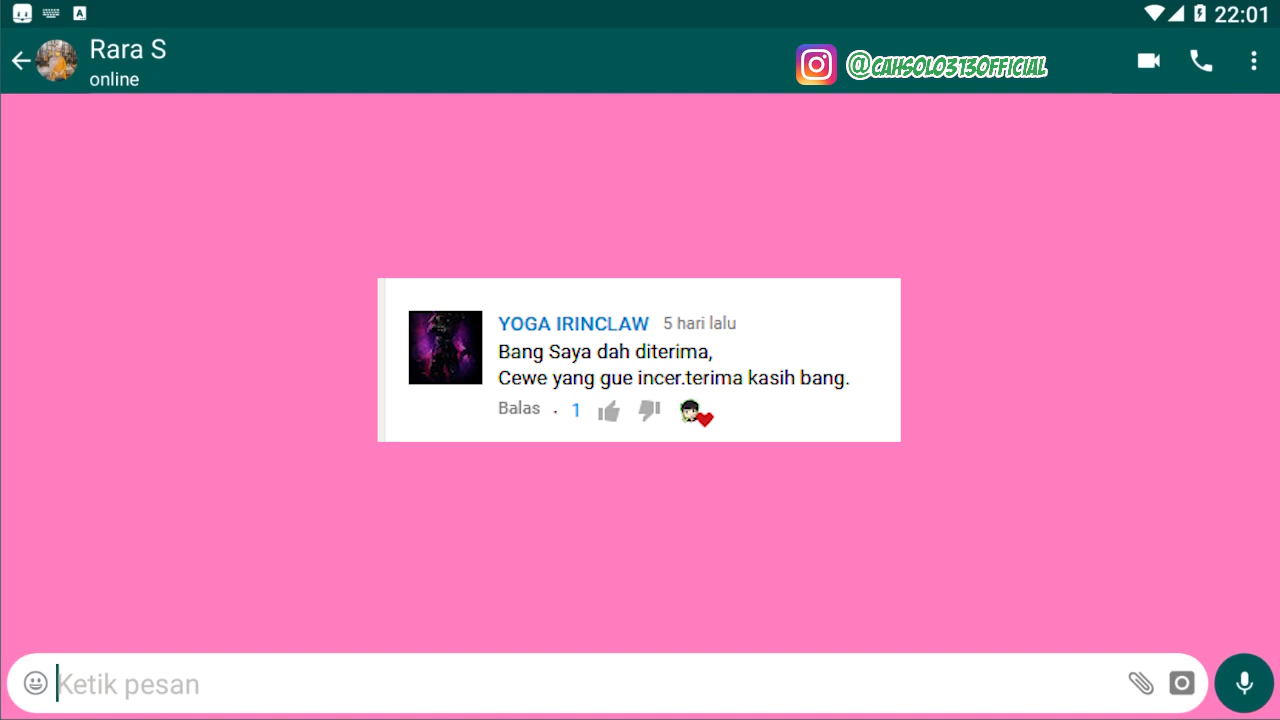 22:01
Rara S
online
@CAHSOLO313OFFICIAL
YOGA IRINCLAW 5 hari lalu
Bang Saya dah diterima,
Cewe yang gue incer.terima kasih bang.
Balas . 1
Ketik pesan